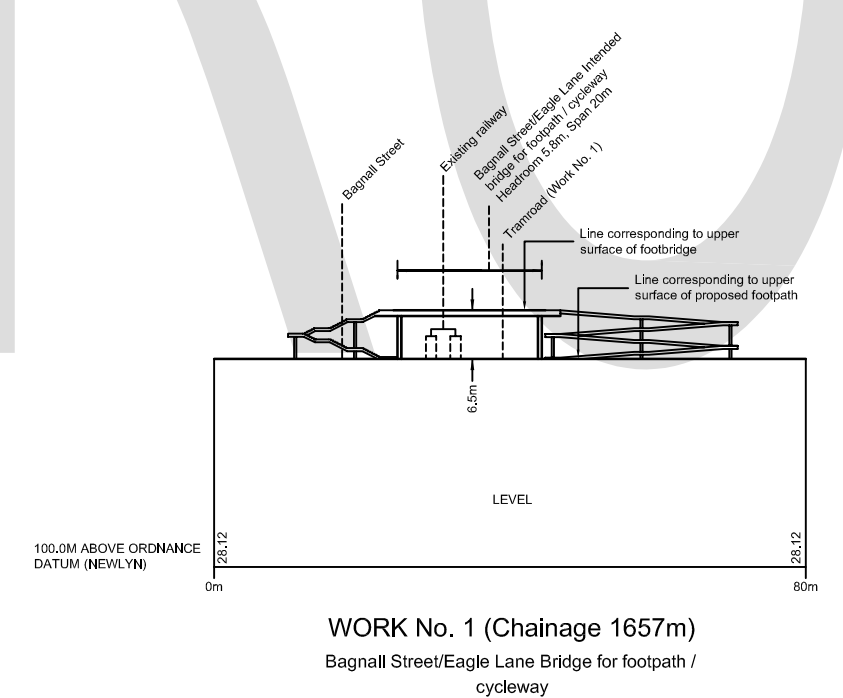 Bagnall Street
Existing railway
Bagnall Street/Eagle Lane Intended
bridge for footpath / cycleway
Headroom 5.8m, Span 20m
Tramroad (Work No. 1)
Line corresponding to upper
surface of footbridge
Line corresponding to upper
surface of proposed footpath
6.5m
LEVEL
100.0M ABOVE ORDNANCE
DATUM (NEWLYN)
28.12
28.12
0m
80m
WORK No. 1 (Chainage 1657m)
Bagnall Street/Eagle Lane Bridge for footpath /
cycleway